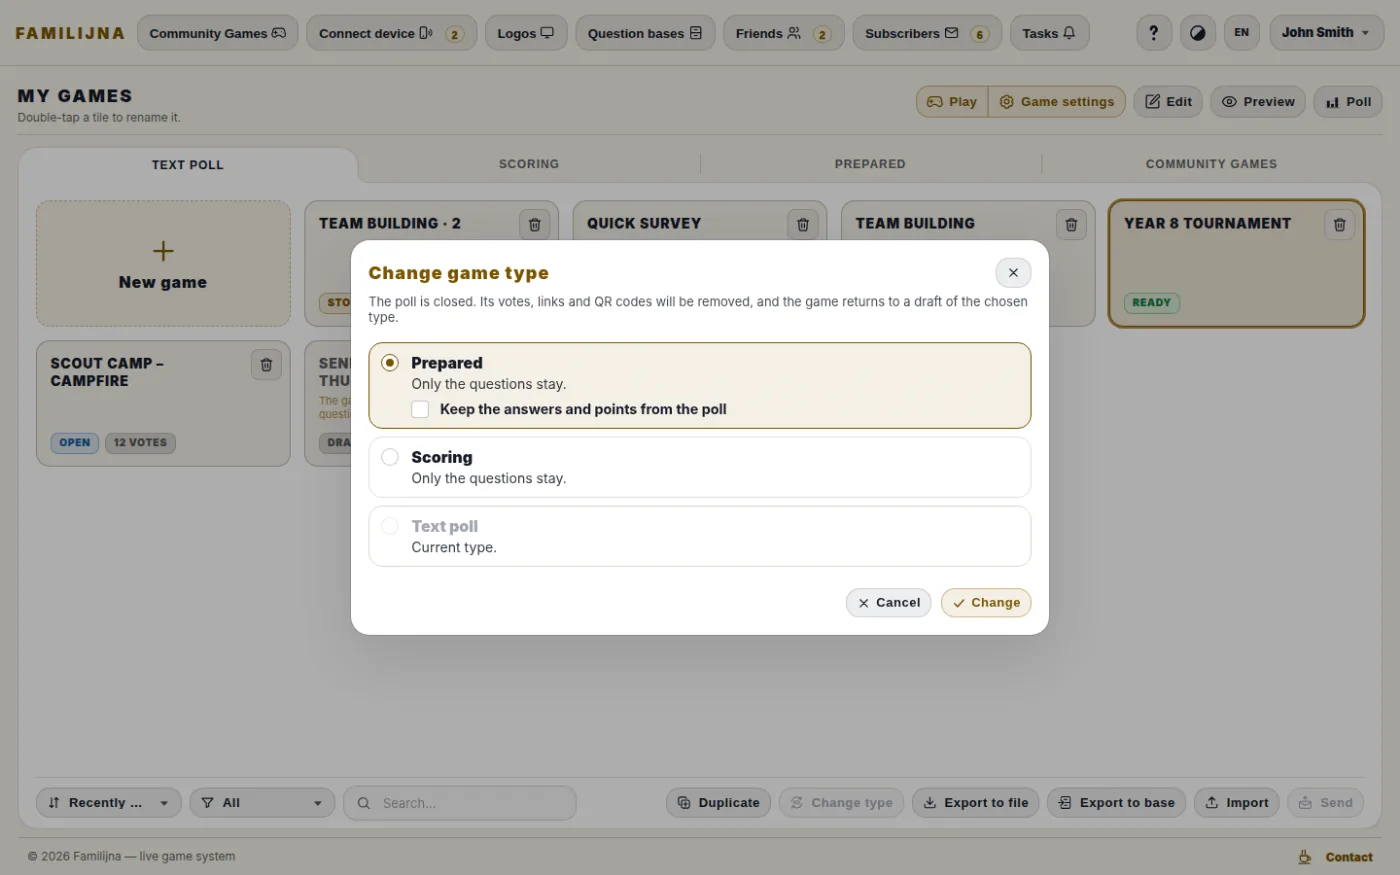 FAMILIJNA
Community Games
Connect device 2
Logos
Question bases
Friends 2
Subscribers 6
Tasks
?
EN
John Smith
MY GAMES
Double-tap a tile to rename it.
Play
Game settings
Edit
Preview
Poll
TEXT POLL
SCORING
PREPARED
COMMUNITY GAMES
New game
TEAM BUILDING · 2
QUICK SURVEY
TEAM BUILDING
YEAR 8 TOURNAMENT
READY
SCOUT CAMP –
CAMPFIRE
OPEN
12 VOTES
Change game type
The poll is closed. Its votes, links and QR codes will be removed, and the game returns to a draft of the chosen
type.
Prepared
Only the questions stay.
Keep the answers and points from the poll
Scoring
Only the questions stay.
Text poll
Current type.
Cancel
Change
Recently ...
All
Search...
Duplicate
Change type
Export to file
Export to base
Import
Send
© 2026 Familijna — live game system
Contact